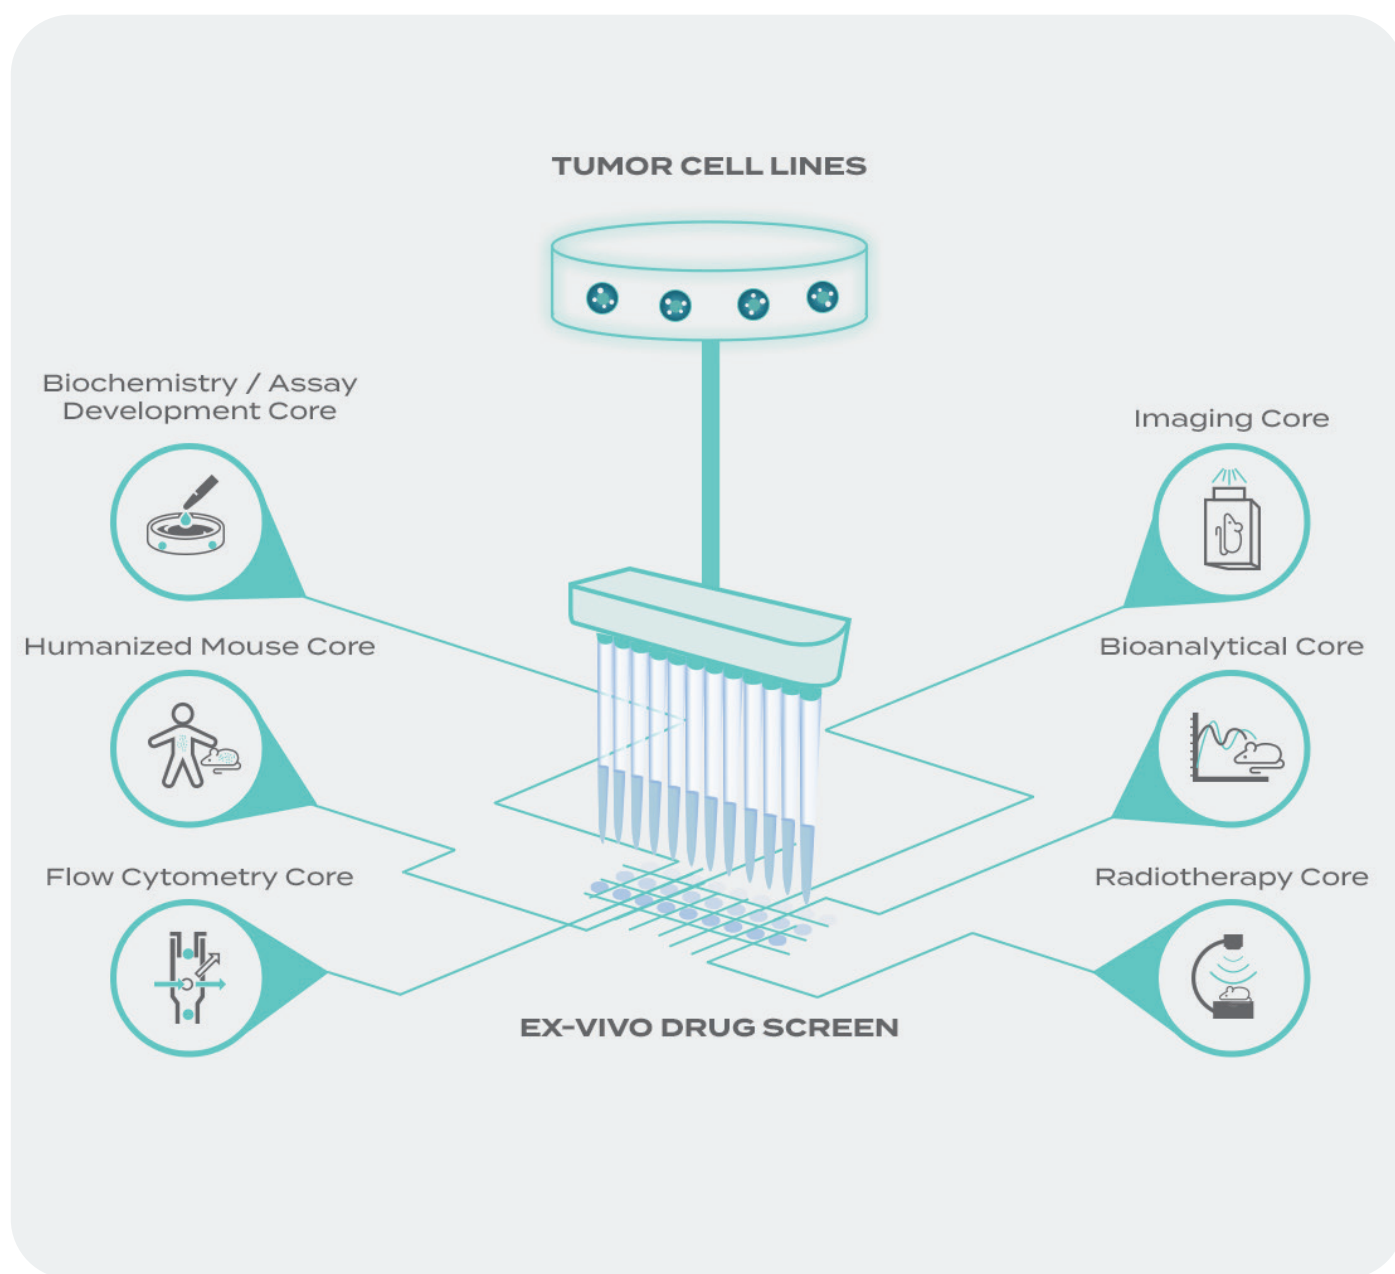 TUMOR CELL LINES
Biochemistry / Assay
Development Core
Imaging Core
Humanized Mouse Core
Bioanalytical Core
Flow Cytometry Core
Radiotherapy Core
EX-VIVO DRUG SCREEN